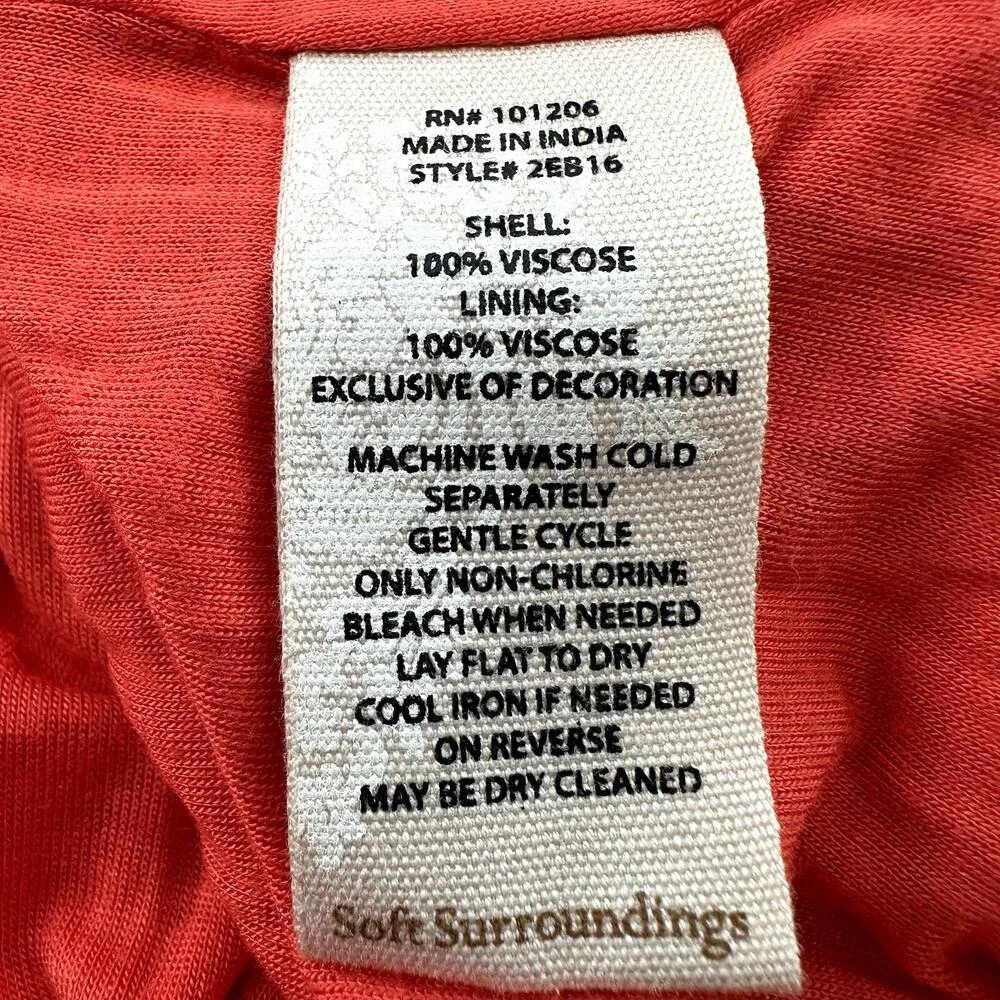 RN# 101206
MADE IN INDIA
STYLE# 2EB16
SHELL:
100% VISCOSE
LINING:
100% VISCOSE
EXCLUSIVE OF DECORATION
MACHINE WASH COLD
SEPARATELY
GENTLE CYCLE
ONLY NON-CHLORINE
BLEACH WHEN NEEDED
LAY FLAT TO DRY
COOL IRON IF NEEDED
ON REVERSE
MAY BE DRY CLEANED
Soft Surroundings